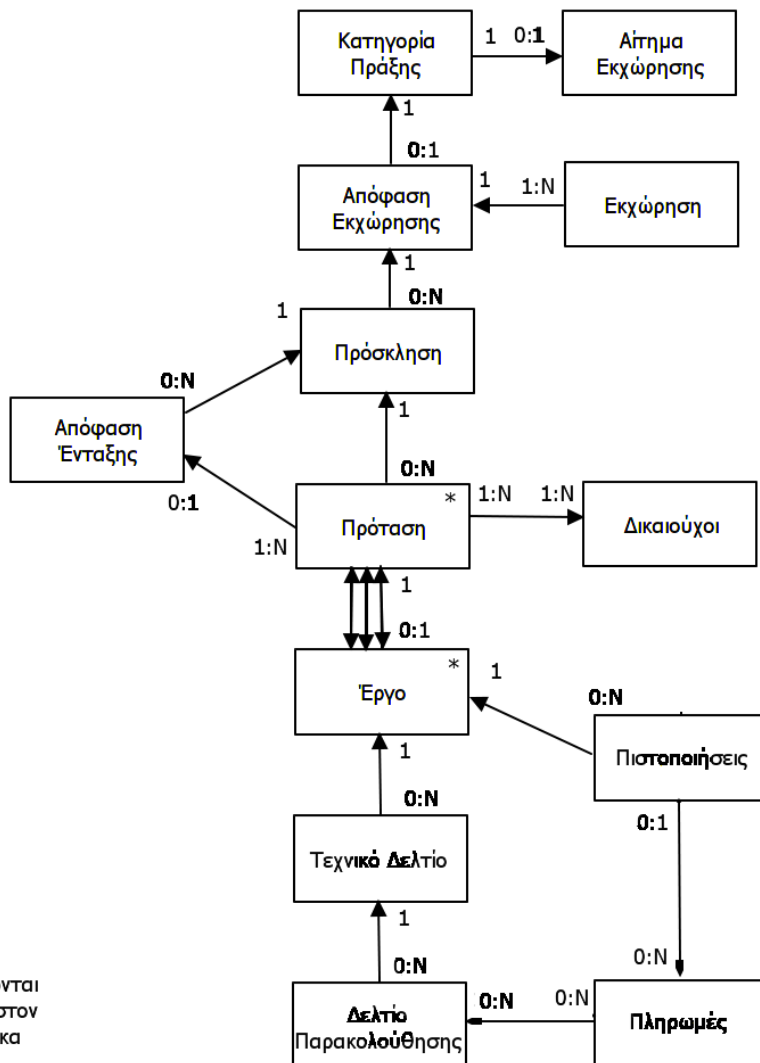 Κατηγορία
Πράξης
1 0:1
Αίτημα
Εκχώρησης
1
0:1
Απόφαση
Εκχώρησης
1 1:N
Εκχώρηση
1
0:N
1
Πρόσκληση
0:N
1
Απόφαση
Ένταξης
0:1
0:N
1:N
Πρόταση *
1:N 1:N
Δικαιούχοι
1
0:1
Έργο *
1
0:N
Πιστοποιήσεις
1
0:N
0:1
Τεχνικό Δελτίο
1
0:N
0:N
Δελτίο
Παρακολούθησης
0:N 0:N
Πληρωμές